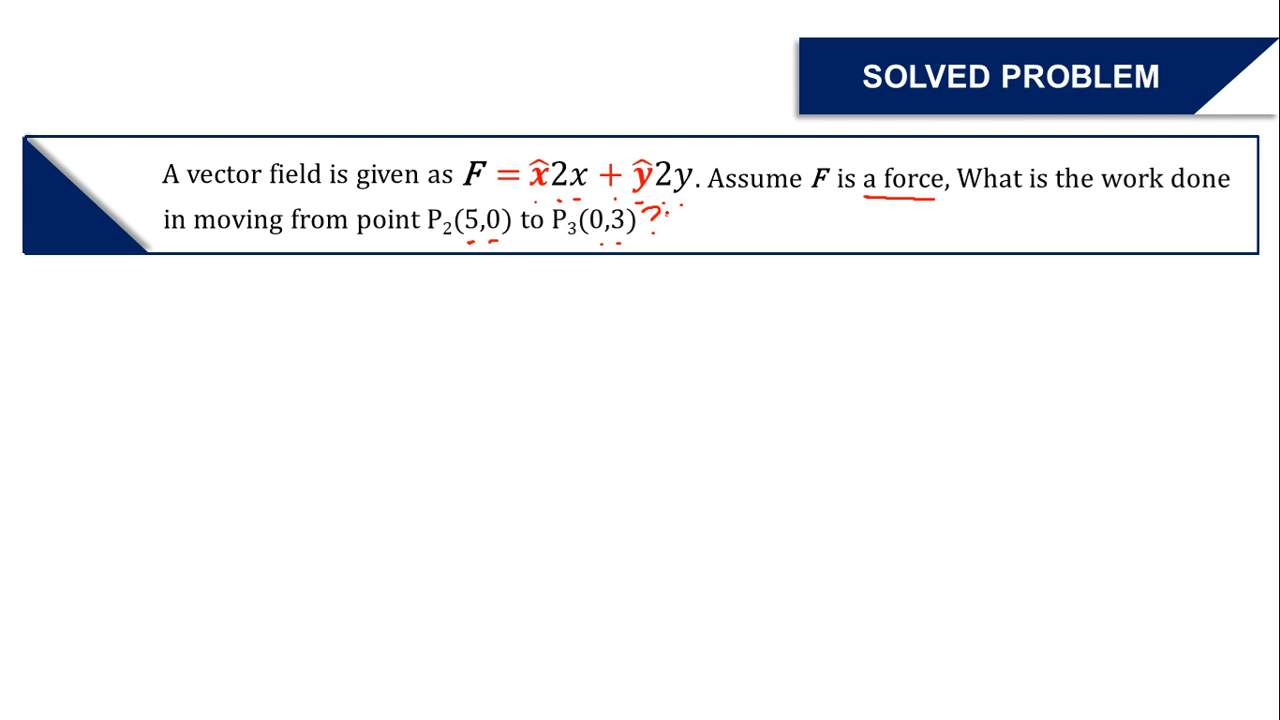 SOLVED PROBLEM
A vector field is given as F = x̂2x + ŷ2y. Assume F is a force, What is the work done
in moving from point P₂(5,0) to P₃(0,3)?